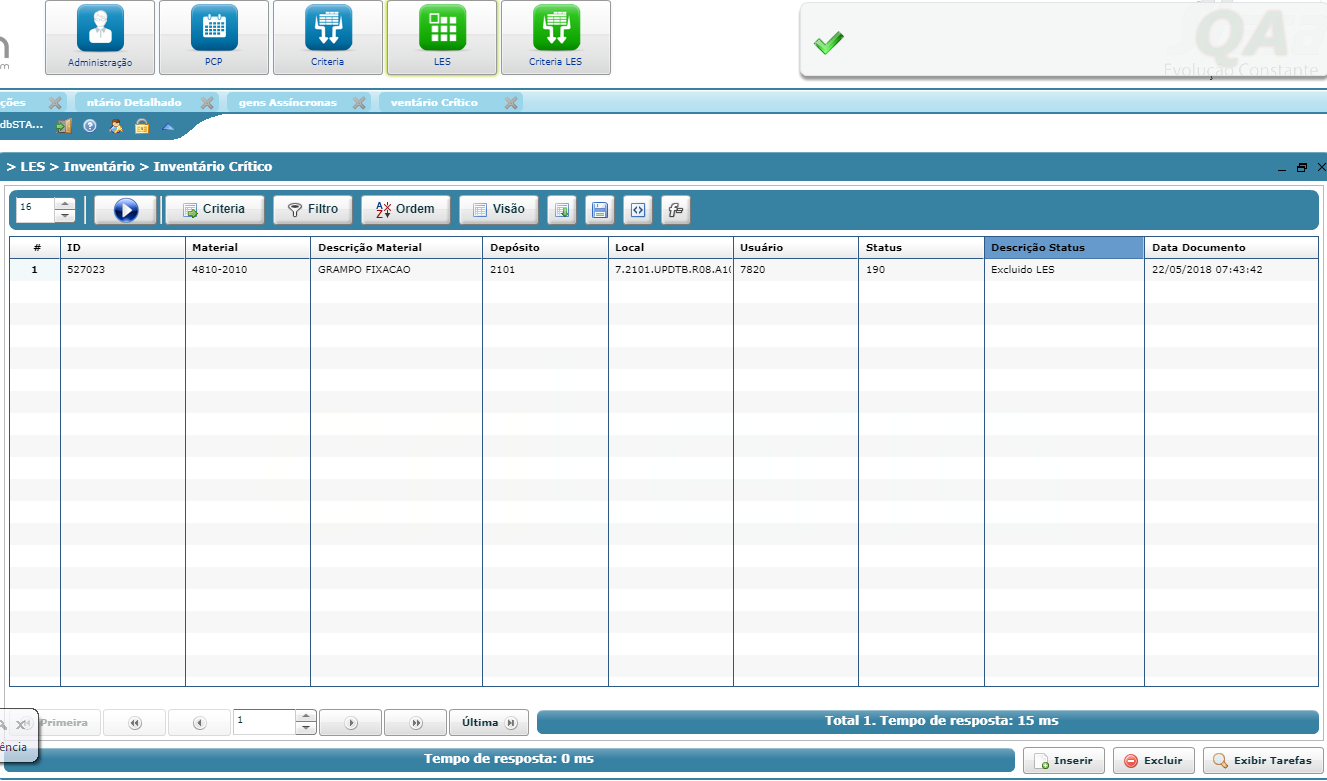 m
Administração PCP Criteria LES Criteria LES
QA
Evolução Constante
ções ntário Detalhado gens Assíncronas ventário Crítico
dbSTA...
> LES > Inventário > Inventário Crítico
16 Criteria Filtro Ordem Visão
# ID Material Descrição Material Depósito Local Usuário Status Descrição Status Data Documento
1 527023 4810-2010 GRAMPO FIXACAO 2101 7.2101.UPDTB.R08.A10 7820 190 Excluido LES 22/05/2018 07:43:42
Primeira 1 Última Total 1. Tempo de resposta: 15 ms
ência
Tempo de resposta: 0 ms Inserir Excluir Exibir Tarefas